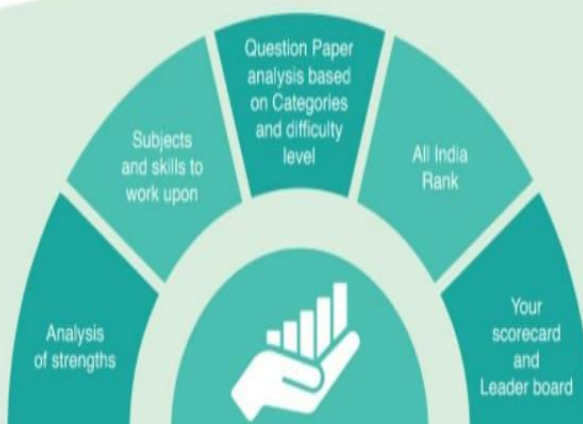 Analysis
of strengths
Subjects
and skills to
work upon
Question Paper
analysis based
on Categories
and difficulty
level
All India
Rank
Your
scorecard
and
Leader board